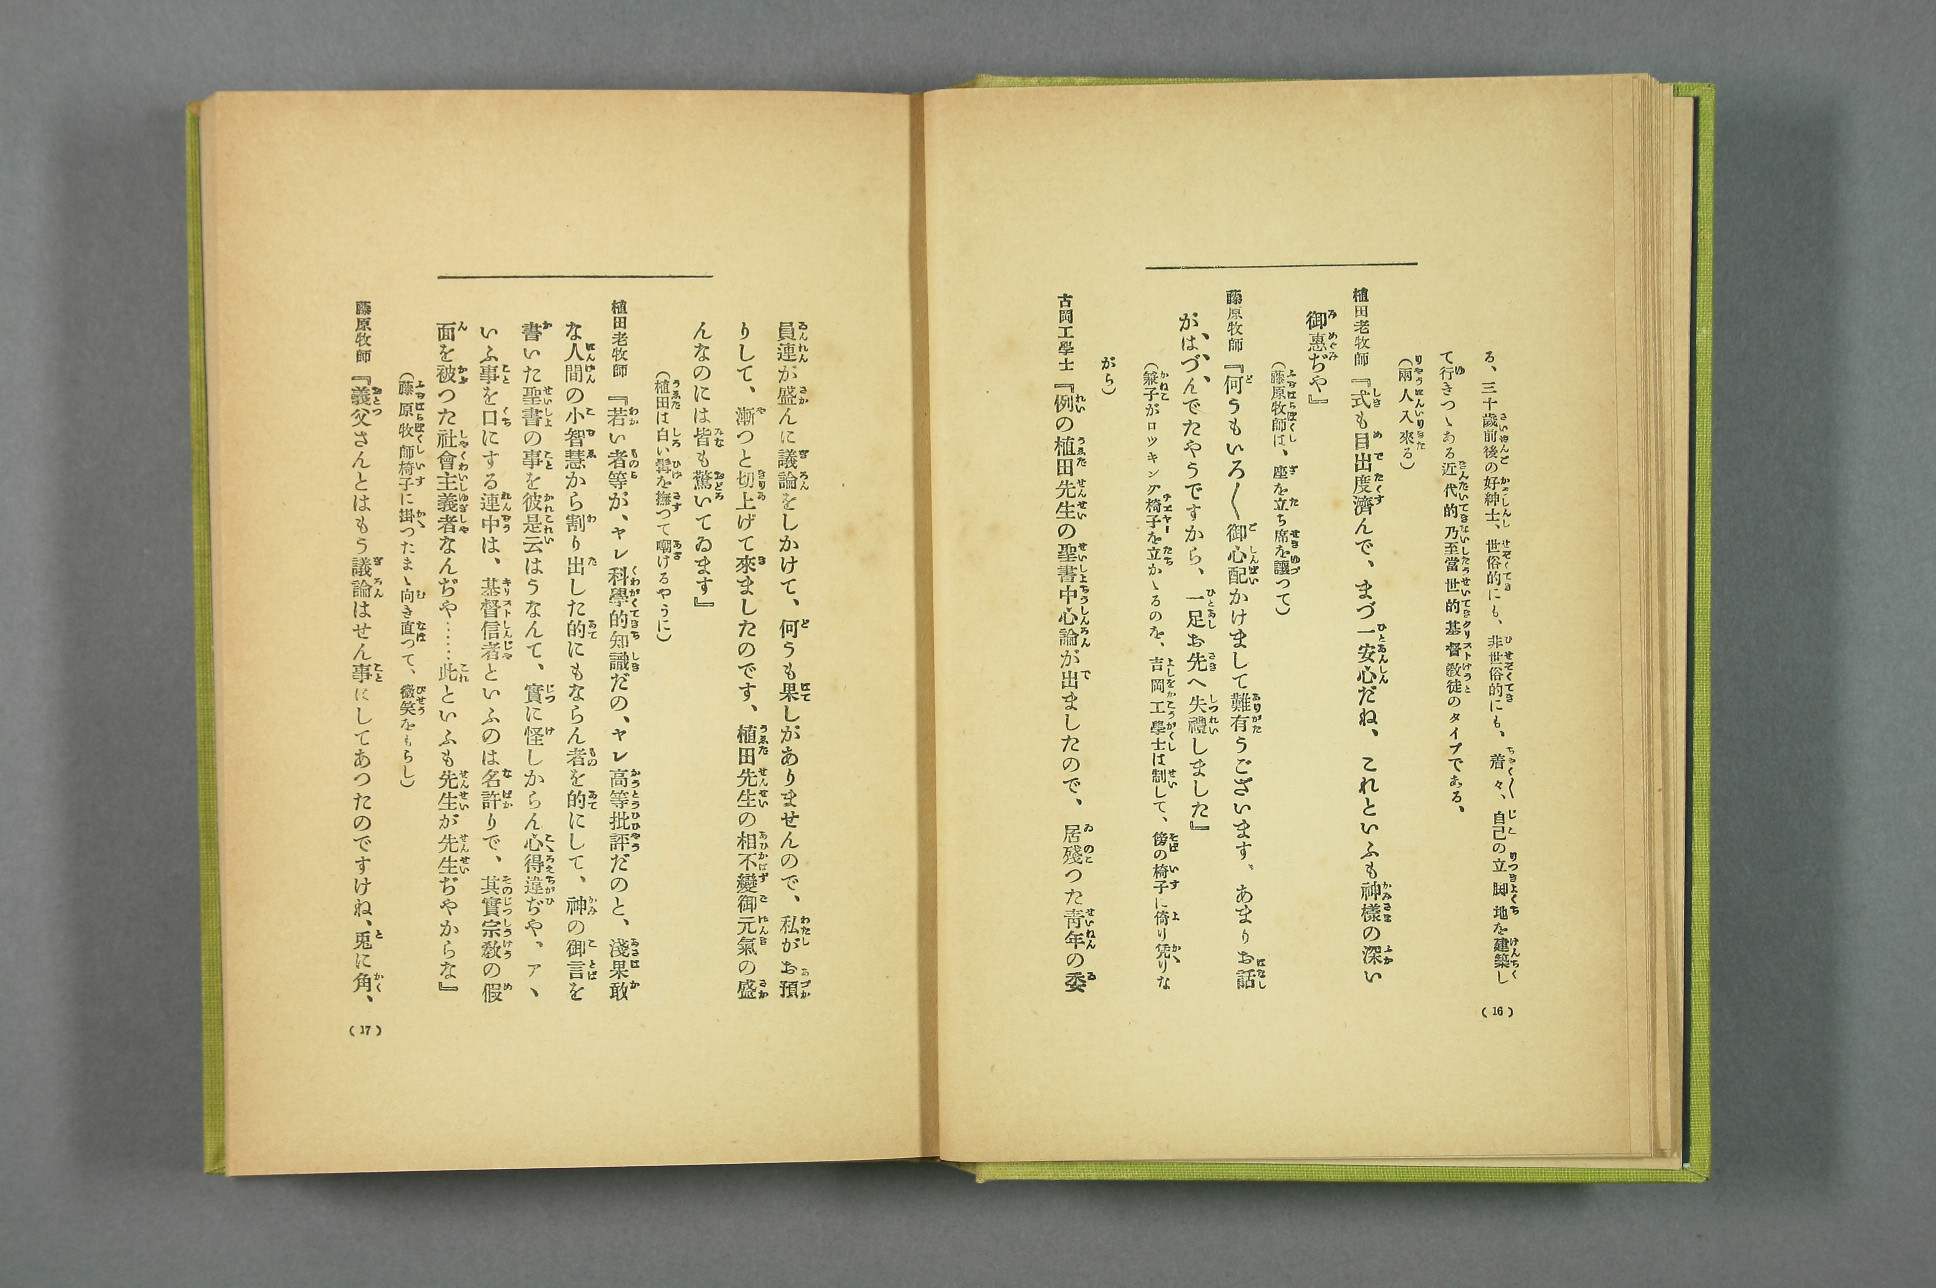 る、三十歲前後の好紳士、世俗的にも、非世俗的にも、着々、自己の立脚地を建築し
て行きつゝある近代的乃至當世的基督敎徒のタイプである、
(兩人入來る)
植田老牧師『式も目出度濟んで、まづ一安心だね、これといふも神樣の深い
御惠ぢや』
(藤原牧師は、座を立ち席を讓つて)
藤原牧師『何うもいろ〱御心配かけまして難有うございます。あまりお話
がはづんでたやうですから、一足お先へ失禮しました』
(兼子がロツキング椅子を立かゝるのを、吉岡工學士は制して、傍の椅子に倚り凭りな
がら)
古岡工學士『例の植田先生の聖書中心論が出ましたので、居殘つた靑年の委
(16)
員連が盛んに議論をしかけて、何うも果しがありませんので、私がお預
りして、漸つと切上げて來ましたのです、植田先生の相不變御元氣の盛
んなのには皆も驚いてゐます』
(植田は白い髯を撫つて嘲けるやうに)
植田老牧師『若い者等が、ヤレ科學的知識だの、ヤレ高等批評だのと、淺果敢
な人間の小智慧から割り出した的にもならん者を的にして、神の御言を
書いた聖書の事を彼是云はうなんて、實に怪しからん心得違ぢや、ア、
いふ事を口にする連中は、基督信者といふのは名許りで、其實宗敎の假
面を被つた社會主義者なんぢや……此といふも先生が先生ぢやからな』
(藤原牧師椅子に掛つたまゝ向き直つて、微笑をもらし)
藤原牧師『義父さんとはもう議論はせん事にしてあつたのですけね、兎に角、
(17)